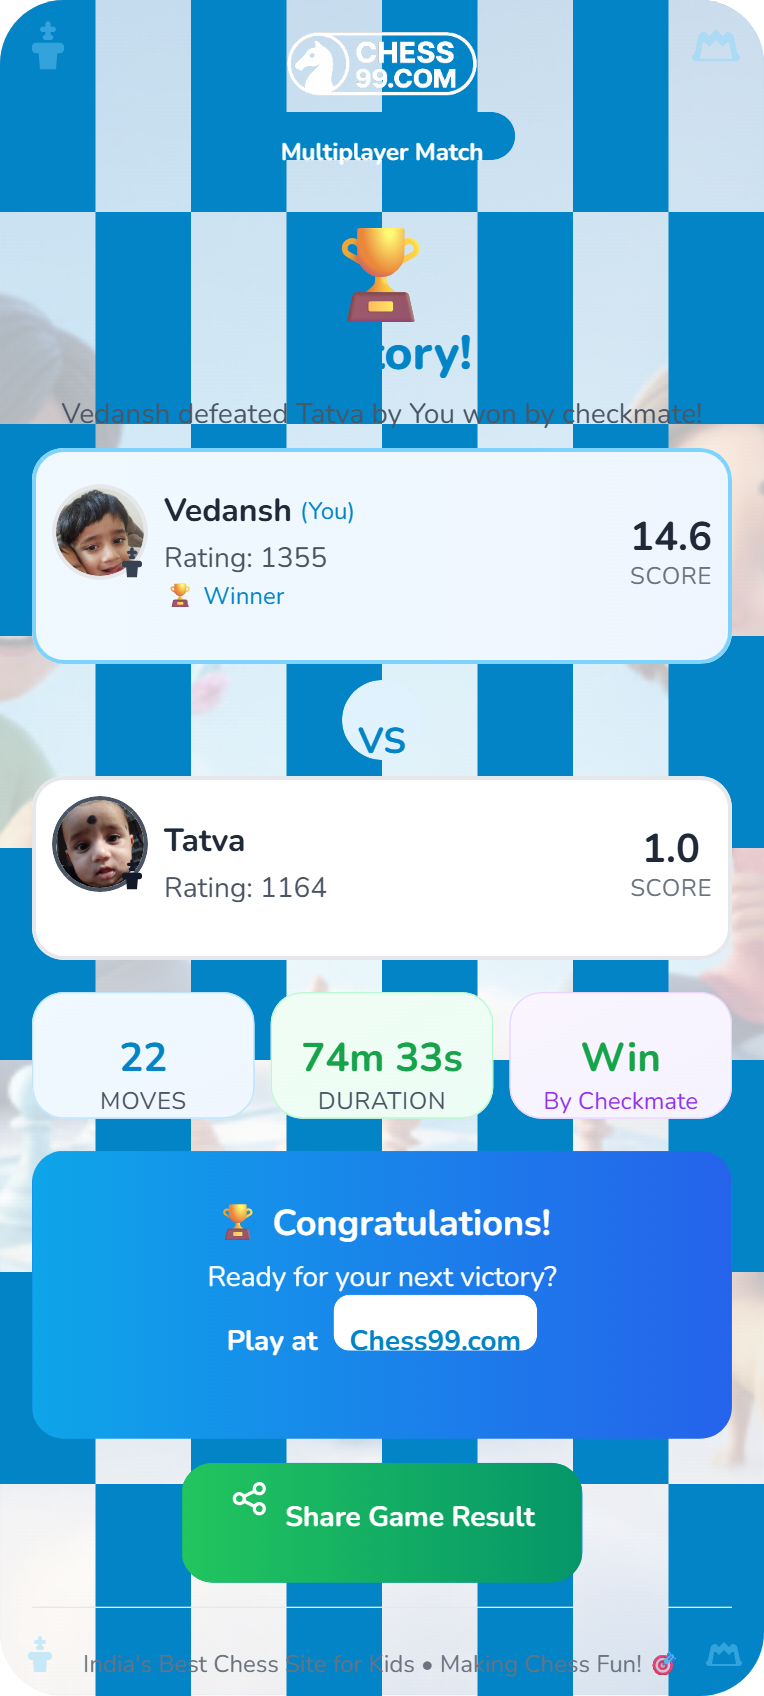 CHESS
99.COM
Multiplayer Match
tory!
Vedansh defeated Tatva by You won by checkmate!
Vedansh (You)
Rating: 1355
Winner
14.6
SCORE
VS
Tatva
Rating: 1164
1.0
SCORE
22
MOVES
74m 33s
DURATION
Win
By Checkmate
Congratulations!
Ready for your next victory?
Play at Chess99.com
Share Game Result
India's Best Chess Site for Kids • Making Chess Fun!